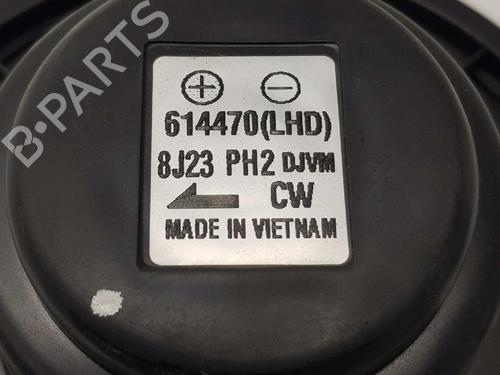 B-PARTS
⊕ ⊖
614470(LHD)
8J23 PH2 DJVM
CW
MADE IN VIETNAM